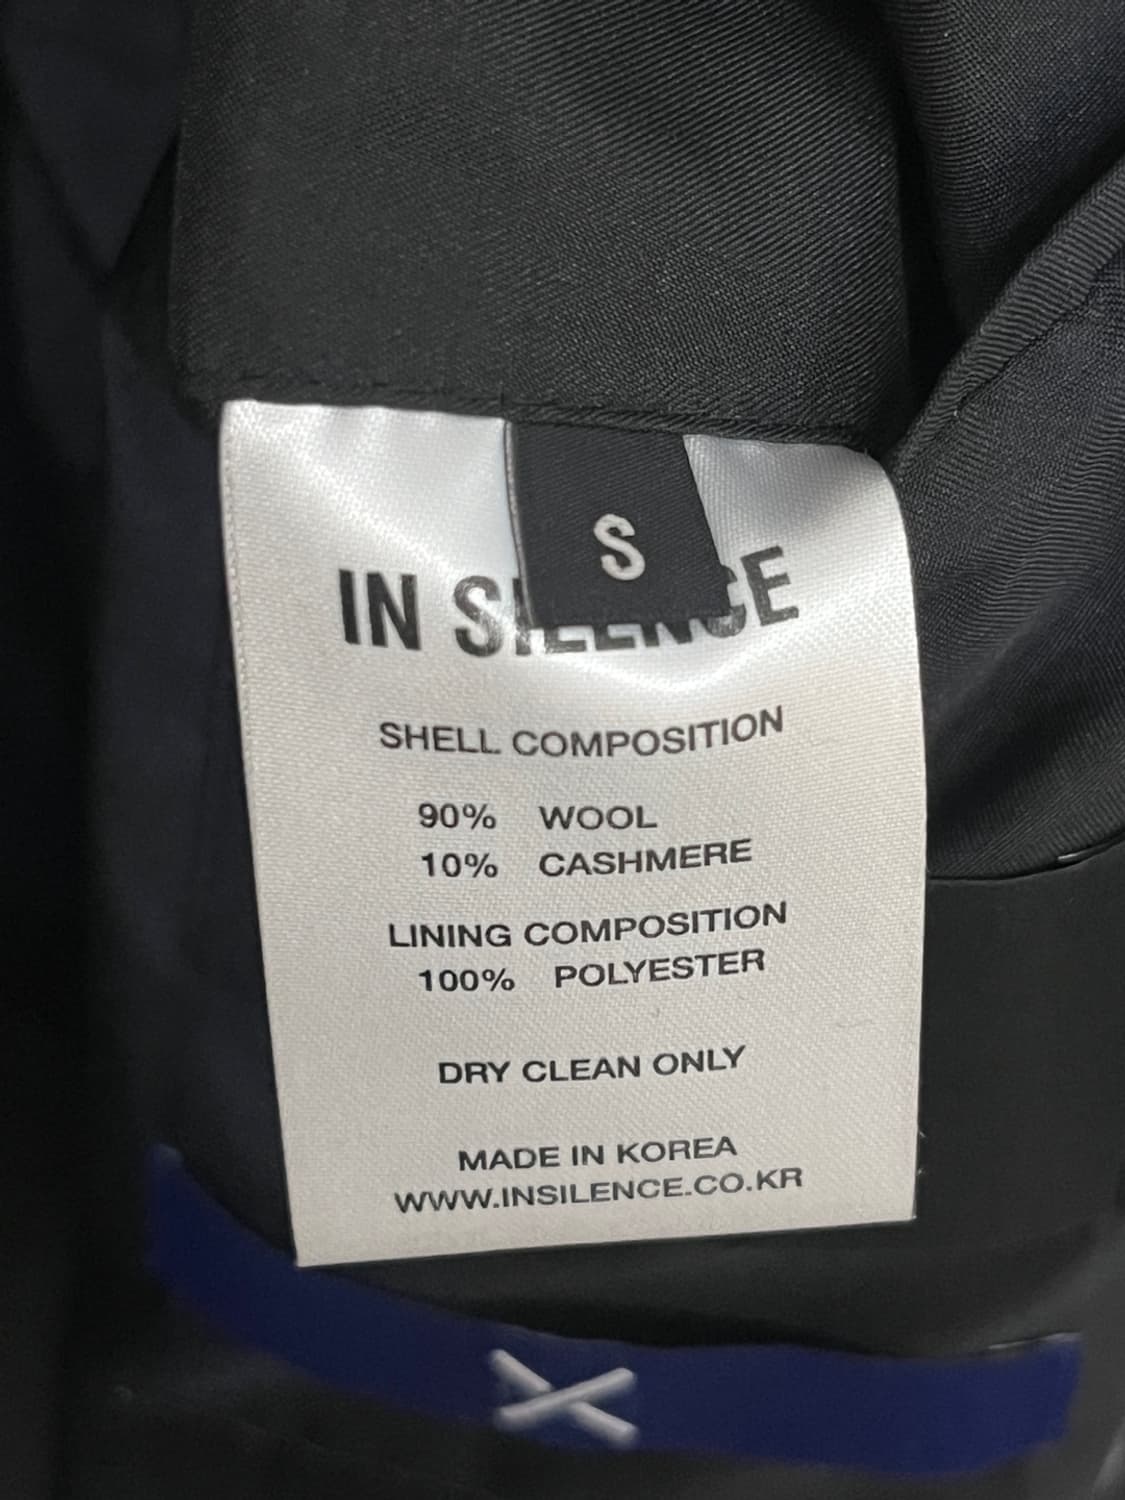 S
IN SILENCE
SHELL COMPOSITION
90% WOOL
10% CASHMERE
LINING COMPOSITION
100% POLYESTER
DRY CLEAN ONLY
MADE IN KOREA
WWW.INSILENCE.CO.KR